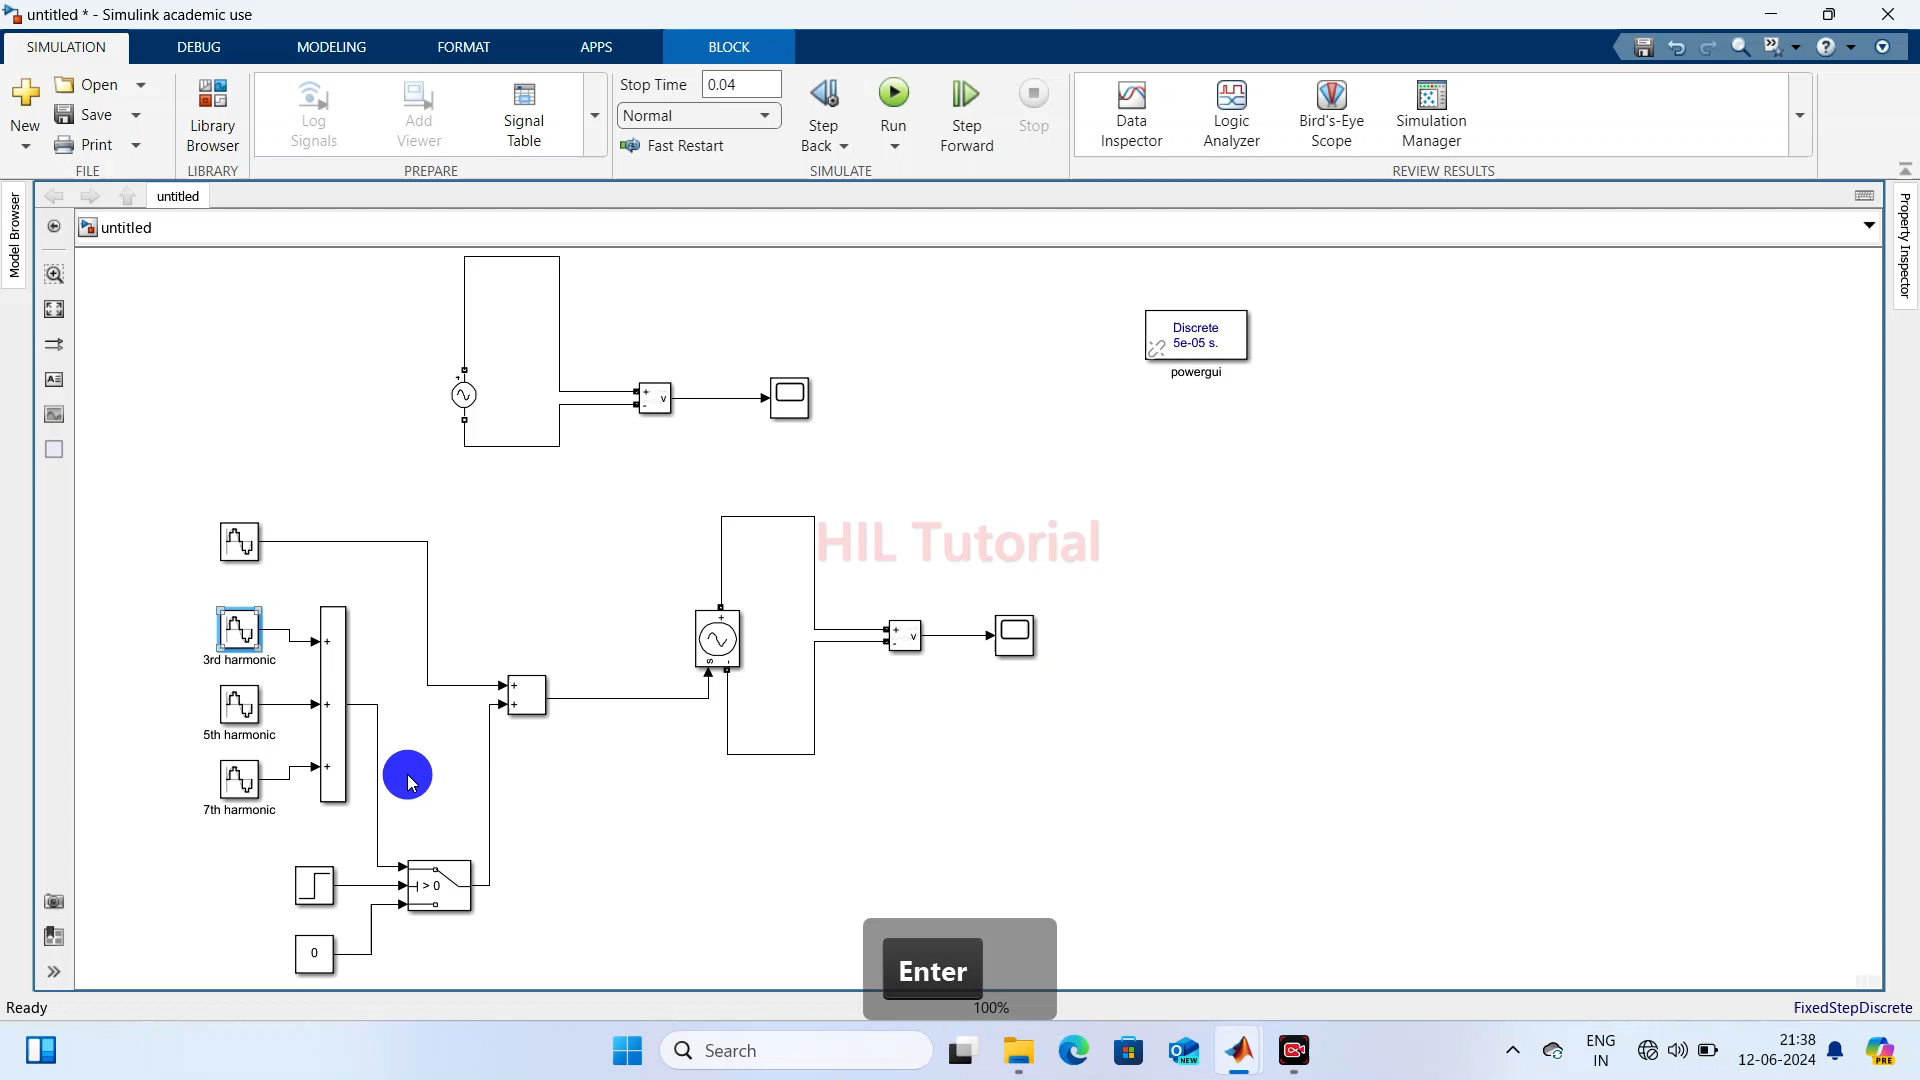 untitled * - Simulink academic use
SIMULATION
DEBUG
MODELING
FORMAT
APPS
BLOCK
New
Open
Save
Print
FILE
Library
Browser
LIBRARY
Log
Signals
Add
Viewer
Signal
Table
PREPARE
Stop Time
0.04
Normal
Fast Restart
Step
Back
Run
Step
Forward
Stop
SIMULATE
Data
Inspector
Logic
Analyzer
Bird's-Eye
Scope
Simulation
Manager
REVIEW RESULTS
Model Browser
untitled
untitled
Property Inspector
Discrete
5e-05 s.
powergui
+
-
v
HIL Tutorial
3rd harmonic
5th harmonic
7th harmonic
+
+
+
+
+
+
s
-
+
-
v
> 0
0
Enter
Ready
100%
FixedStepDiscrete
Search
NEW
ENG
IN
21:38
12-06-2024
PRE